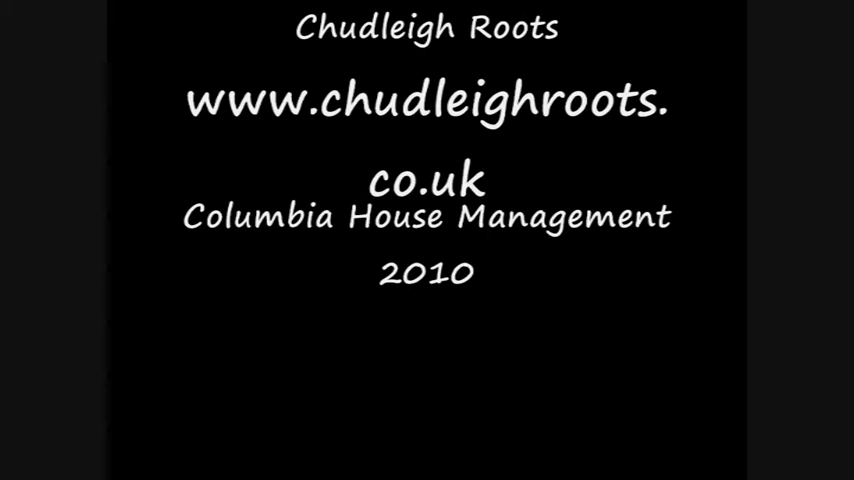 Chudleigh Roots
www.chudleighroots.
co.uk
Columbia House Management
2010